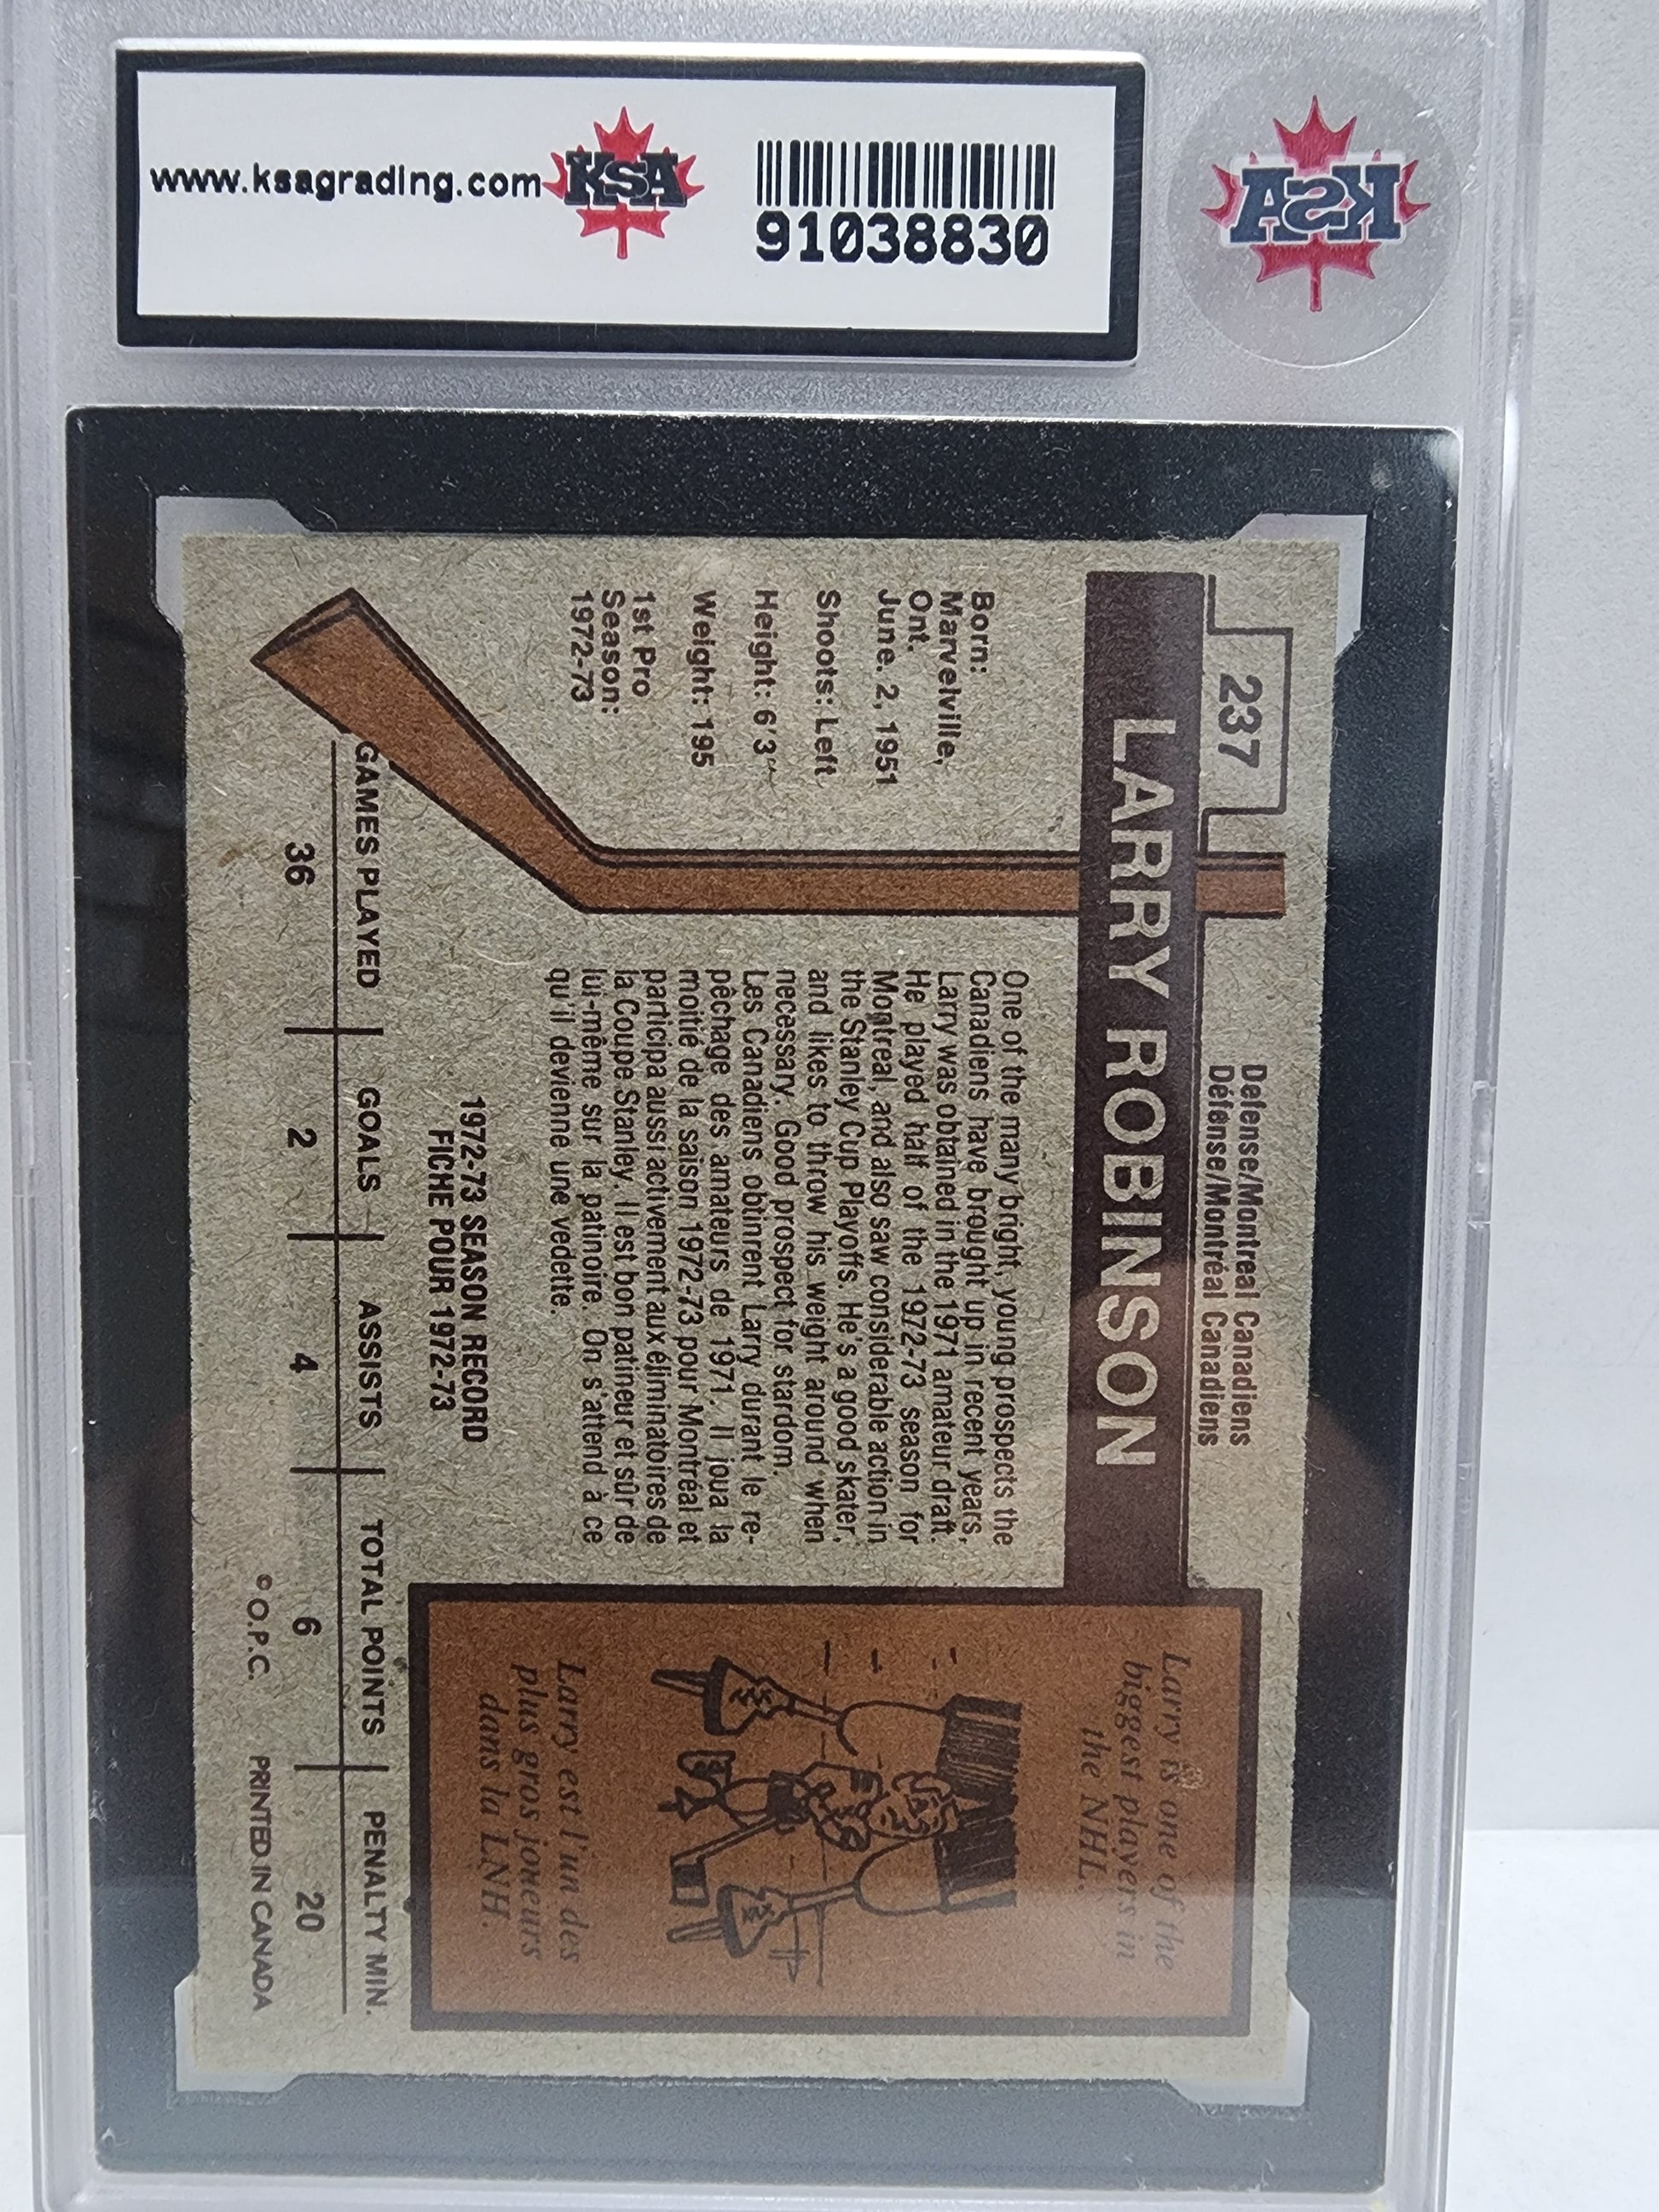 www.ksagrading.com
KSA
91038830
KSA
237
Defense/Montreal Canadiens
Défense/Montréal Canadiens
LARRY ROBINSON
Born:
Marvelville,
Ont.
June. 2, 1951
Shoots: Left
Height: 6'3"
Weight: 195
1st Pro
Season:
1972-73
One of the many bright, young prospects the
Canadiens have brought up in recent years,
Larry was obtained in the 1971 amateur draft.
He played half of the 1972-73 season for
Montreal, and also saw considerable action in
the Stanley Cup Playoffs. He's a good skater,
and likes to throw his weight around when
necessary. Good prospect for stardom.
Les Canadiens obtinrent Larry durant le re-
pêchage des amateurs de 1971. Il joua la
moitié de la saison 1972-73 pour Montréal et
participa aussi activement aux éliminatoires de
la Coupe Stanley. Il est bon patineur et sûr de
lui-même sur la patinoire. On s'attend à ce
qu'il devienne une vedette.
Larry is one of the
biggest players in
the NHL.
Larry est l'un des
plus gros joueurs
dans la LNH.
1972-73 SEASON RECORD
FICHE POUR 1972-73
GAMES PLAYED GOALS ASSISTS TOTAL POINTS PENALTY MIN.
36 2 4 6 20
© O.P.C. PRINTED IN CANADA